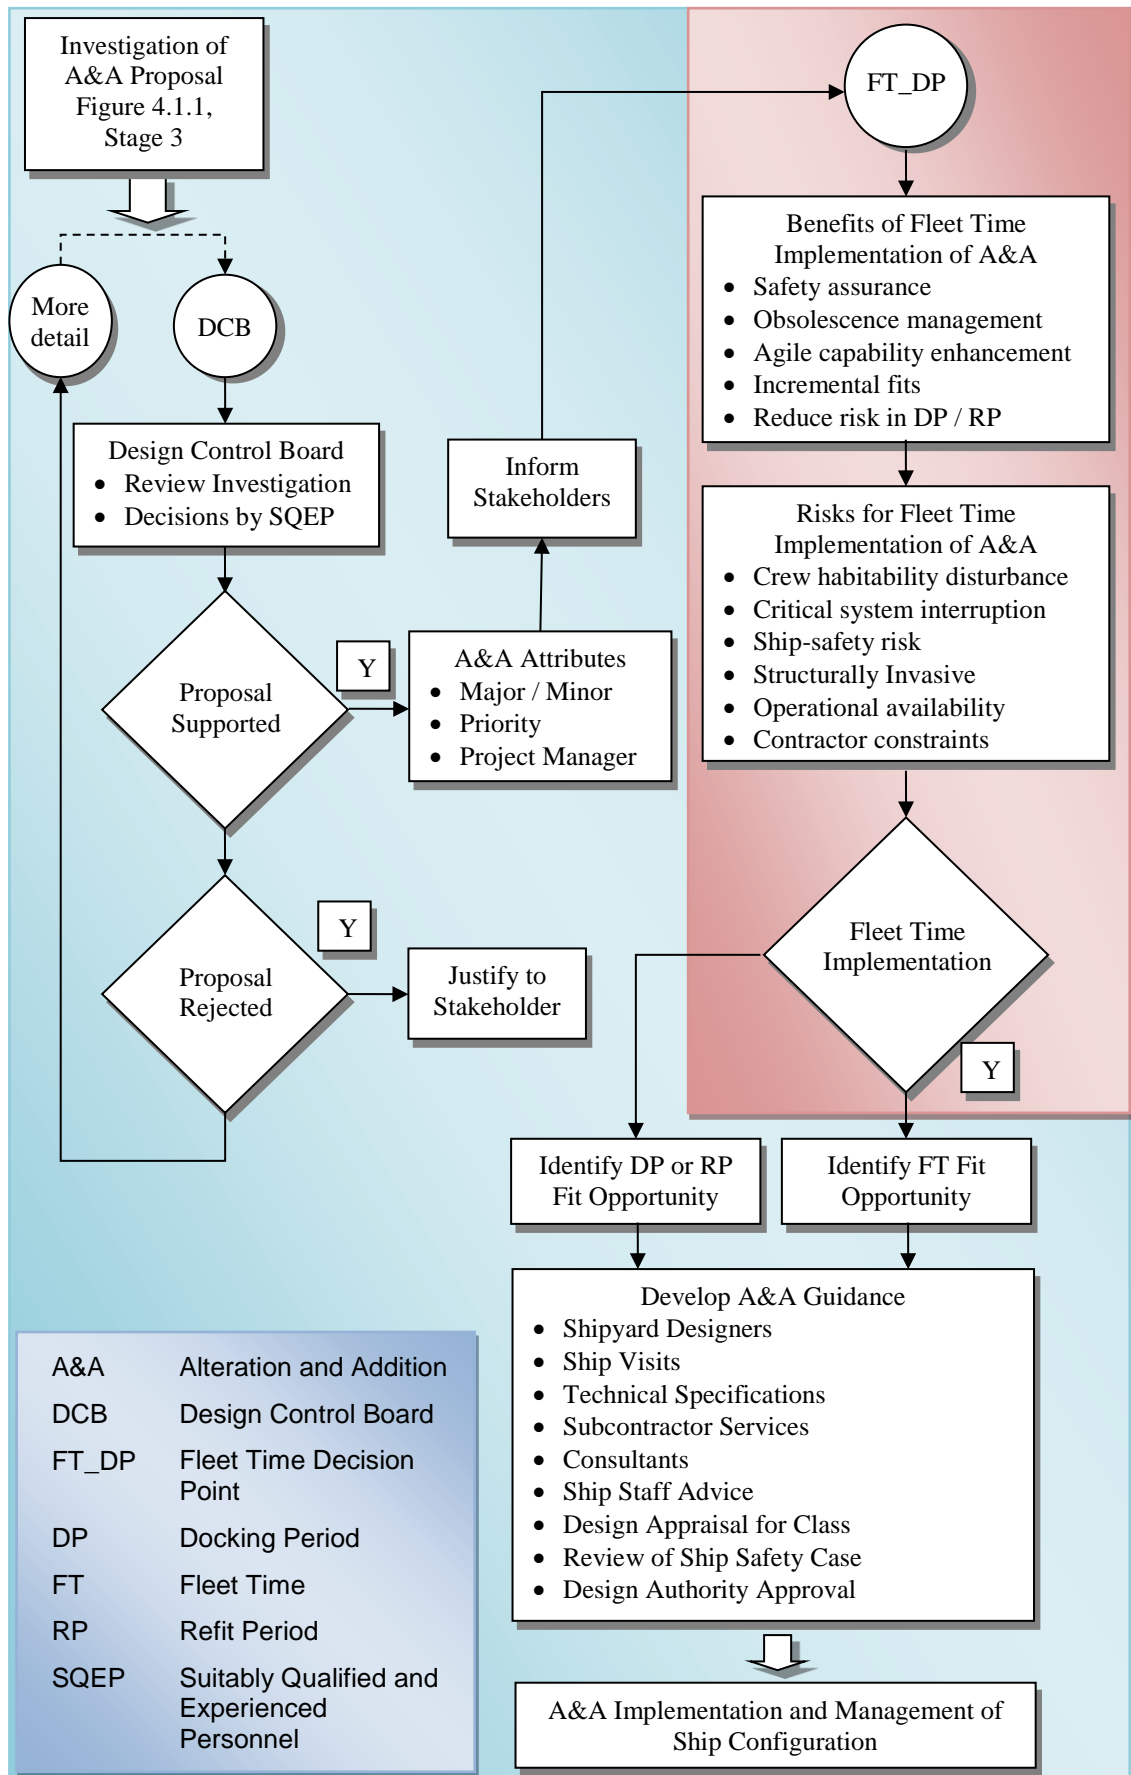 Investigation of
A&A Proposal
Figure 4.1.1,
Stage 3
More
detail
DCB
Design Control Board
• Review Investigation
• Decisions by SQEP
Proposal
Supported
Y
A&A Attributes
• Major / Minor
• Priority
• Project Manager
Inform
Stakeholders
Proposal
Rejected
Y
Justify to
Stakeholder
FT_DP
Benefits of Fleet Time
Implementation of A&A
• Safety assurance
• Obsolescence management
• Agile capability enhancement
• Incremental fits
• Reduce risk in DP / RP
Risks for Fleet Time
Implementation of A&A
• Crew habitability disturbance
• Critical system interruption
• Ship-safety risk
• Structurally Invasive
• Operational availability
• Contractor constraints
Fleet Time
Implementation
Y
Identify DP or RP
Fit Opportunity
Identify FT Fit
Opportunity
Develop A&A Guidance
• Shipyard Designers
• Ship Visits
• Technical Specifications
• Subcontractor Services
• Consultants
• Ship Staff Advice
• Design Appraisal for Class
• Review of Ship Safety Case
• Design Authority Approval
A&A Implementation and Management of
Ship Configuration
A&A Alteration and Addition
DCB Design Control Board
FT_DP Fleet Time Decision
Point
DP Docking Period
FT Fleet Time
RP Refit Period
SQEP Suitably Qualified and
Experienced
Personnel